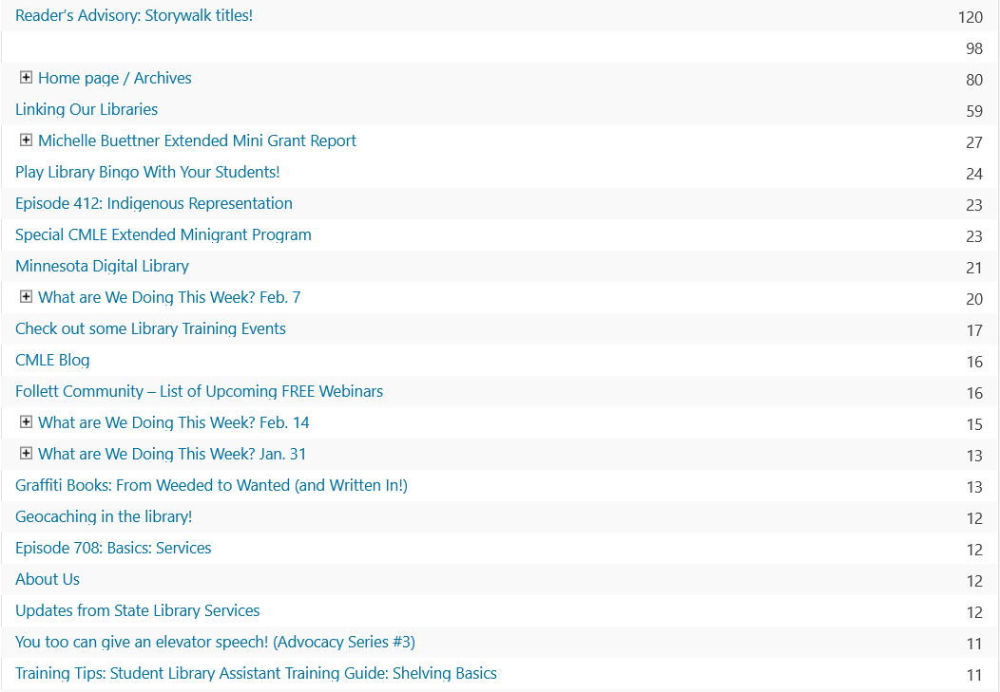 Reader's Advisory: Storywalk titles! 120
98
Home page / Archives 80
Linking Our Libraries 59
Michelle Buettner Extended Mini Grant Report 27
Play Library Bingo With Your Students! 24
Episode 412: Indigenous Representation 23
Special CMLE Extended Minigrant Program 23
Minnesota Digital Library 21
What are We Doing This Week? Feb. 7 20
Check out some Library Training Events 17
CMLE Blog 16
Follett Community – List of Upcoming FREE Webinars 16
What are We Doing This Week? Feb. 14 15
What are We Doing This Week? Jan. 31 13
Graffiti Books: From Weeded to Wanted (and Written In!) 13
Geocaching in the library! 12
Episode 708: Basics: Services 12
About Us 12
Updates from State Library Services 12
You too can give an elevator speech! (Advocacy Series #3) 11
Training Tips: Student Library Assistant Training Guide: Shelving Basics 11